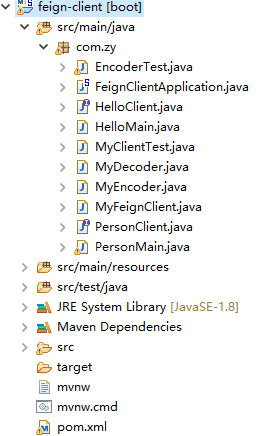 feign-client [boot]
src/main/java
com.zy
EncoderTest.java
FeignClientApplication.java
HelloClient.java
HelloMain.java
MyClientTest.java
MyDecoder.java
MyEncoder.java
MyFeignClient.java
PersonClient.java
PersonMain.java
src/main/resources
src/test/java
JRE System Library [JavaSE-1.8]
Maven Dependencies
src
target
mvnw
mvnw.cmd
pom.xml